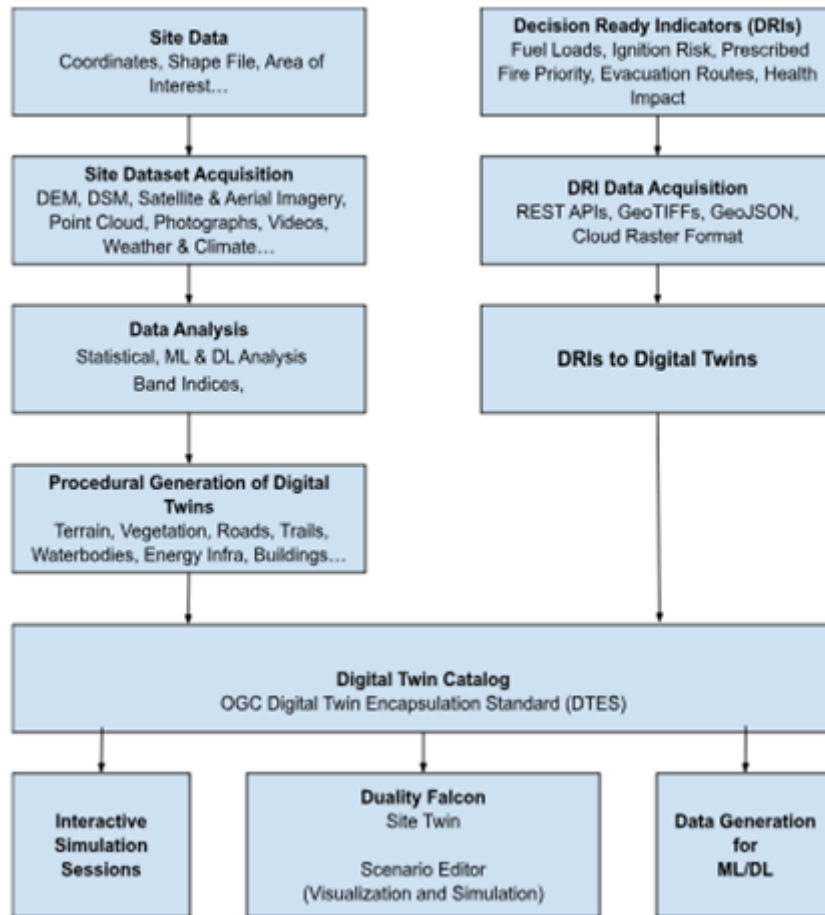 Site Data
Coordinates, Shape File, Area of
Interest…
Site Dataset Acquisition
DEM, DSM, Satellite & Aerial Imagery,
Point Cloud, Photographs, Videos,
Weather & Climate…
Data Analysis
Statistical, ML & DL Analysis
Band Indices,
Procedural Generation of Digital
Twins
Terrain, Vegetation, Roads, Trails,
Waterbodies, Energy Infra, Buildings…
Decision Ready Indicators (DRIs)
Fuel Loads, Ignition Risk, Prescribed
Fire Priority, Evacuation Routes, Health
Impact
DRI Data Acquisition
REST APIs, GeoTIFFs, GeoJSON,
Cloud Raster Format
DRIs to Digital Twins
Digital Twin Catalog
OGC Digital Twin Encapsulation Standard (DTES)
Interactive
Simulation
Sessions
Duality Falcon
Site Twin
Scenario Editor
(Visualization and Simulation)
Data Generation
for
ML/DL